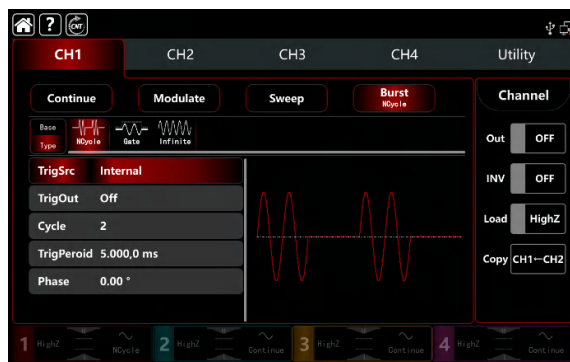 ? CNT
CH1 CH2 CH3 CH4 Utility
Continue Modulate Sweep Burst Channel
NCycle
Base NCycle Gate Infinite
Type
Out OFF
TrigSrc Internal
INV OFF
TrigOut Off
Load HighZ
Cycle 2
TrigPeroid 5.000,0 ms
Copy CH1←CH2
Phase 0.00 °
1 HighZ NCycle 2 HighZ Continue 3 HighZ Continue 4 HighZ Continue